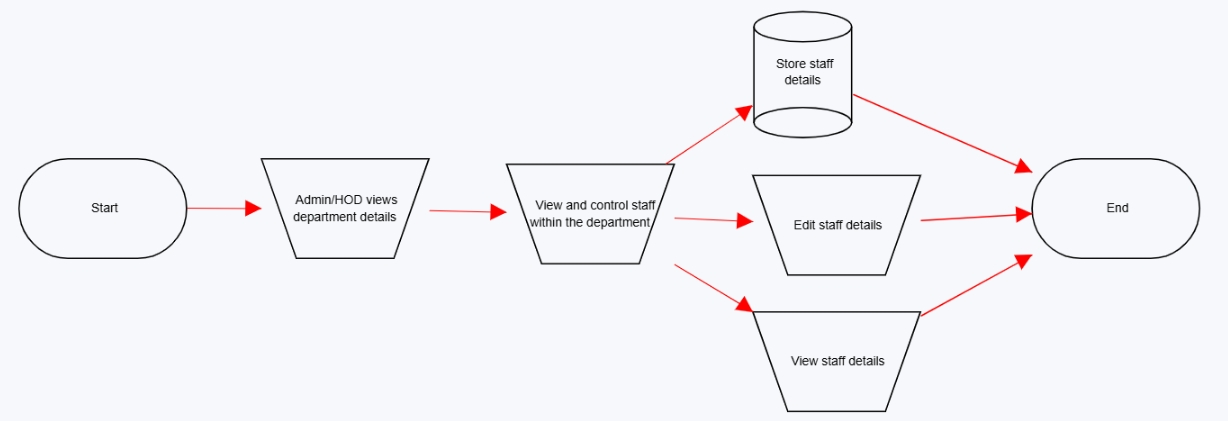 Start
Admin/HOD views
department details
View and control staff
within the department
Store staff
details
Edit staff details
View staff details
End